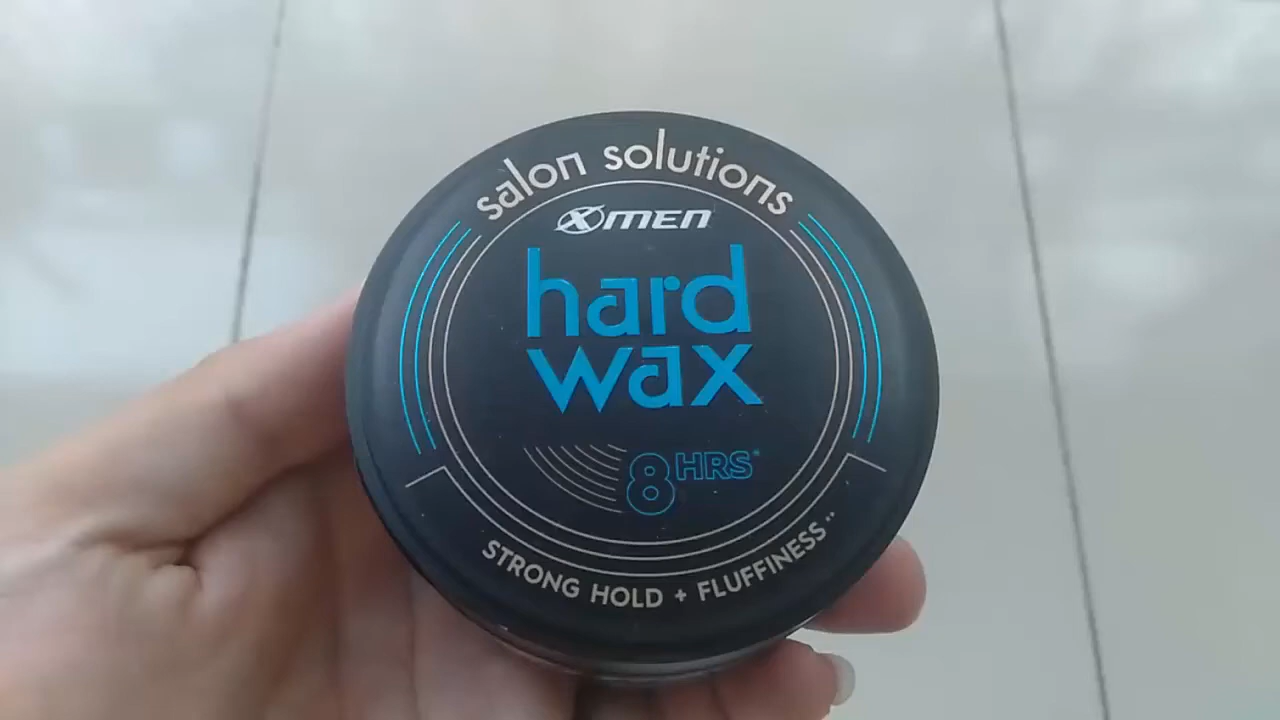 salon solutions
XMEN
hard
wax
8HRS*
STRONG HOLD + FLUFFINESS**